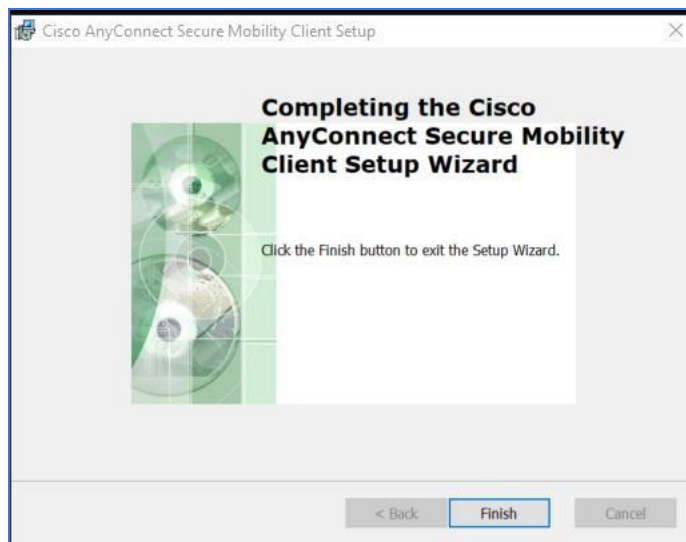 Cisco AnyConnect Secure Mobility Client Setup
Completing the Cisco
AnyConnect Secure Mobility
Client Setup Wizard
Click the Finish button to exit the Setup Wizard.
< Back Finish Cancel